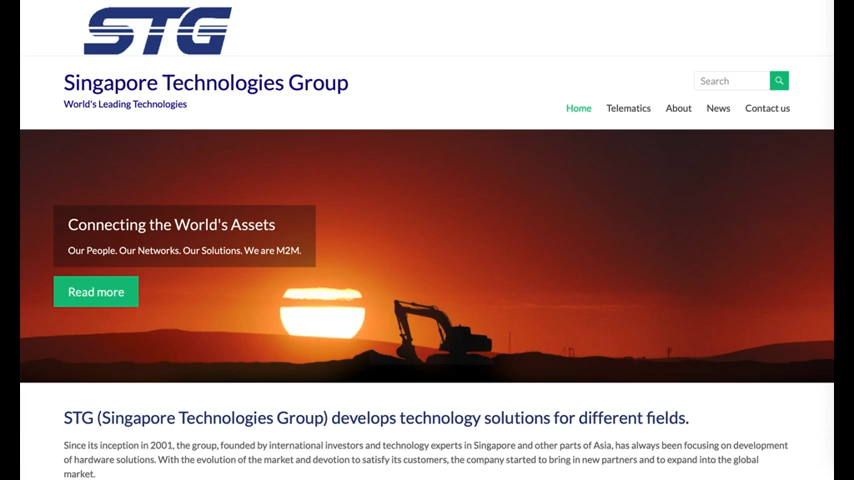 STG
Singapore Technologies Group
World's Leading Technologies
Search
Home Telematics About News Contact us
Connecting the World's Assets
Our People. Our Networks. Our Solutions. We are M2M.
Read more
STG (Singapore Technologies Group) develops technology solutions for different fields.
Since its inception in 2001, the group, founded by international investors and technology experts in Singapore and other parts of Asia, has always been focusing on development
of hardware solutions. With the evolution of the market and devotion to satisfy its customers, the company started to bring in new partners and to expand into the global
market.